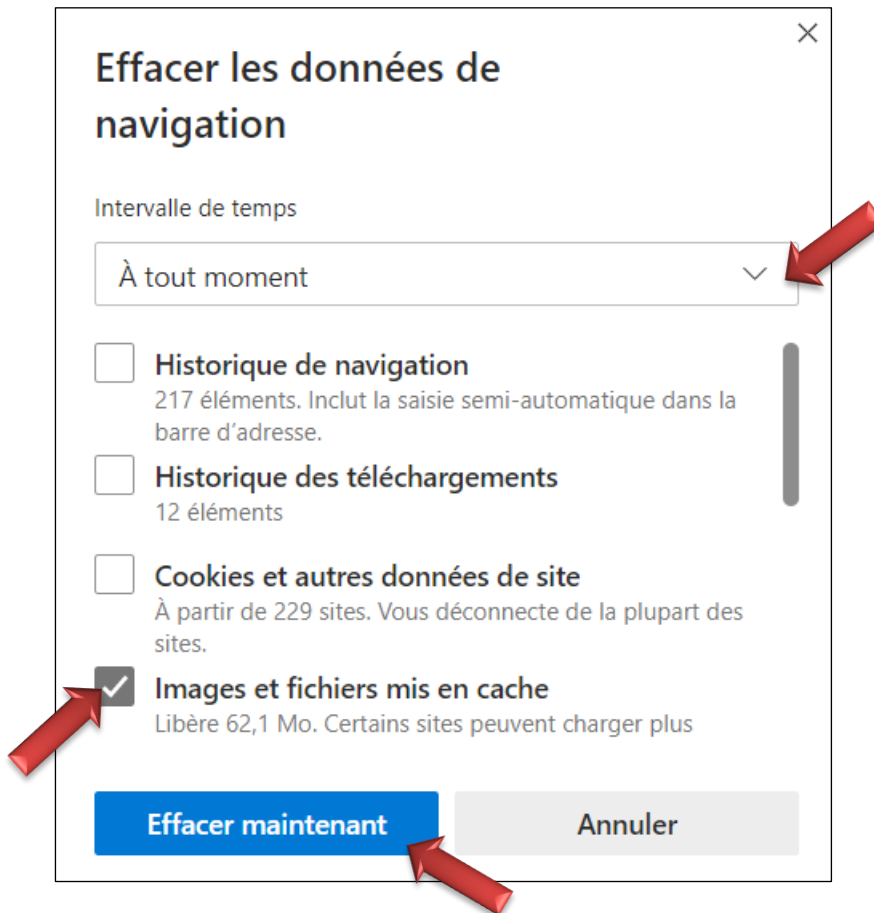 Effacer les données de
navigation
Intervalle de temps
À tout moment
Historique de navigation
217 éléments. Inclut la saisie semi-automatique dans la
barre d’adresse.
Historique des téléchargements
12 éléments
Cookies et autres données de site
À partir de 229 sites. Vous déconnecte de la plupart des
sites.
Images et fichiers mis en cache
Libère 62,1 Mo. Certains sites peuvent charger plus
Effacer maintenant
Annuler